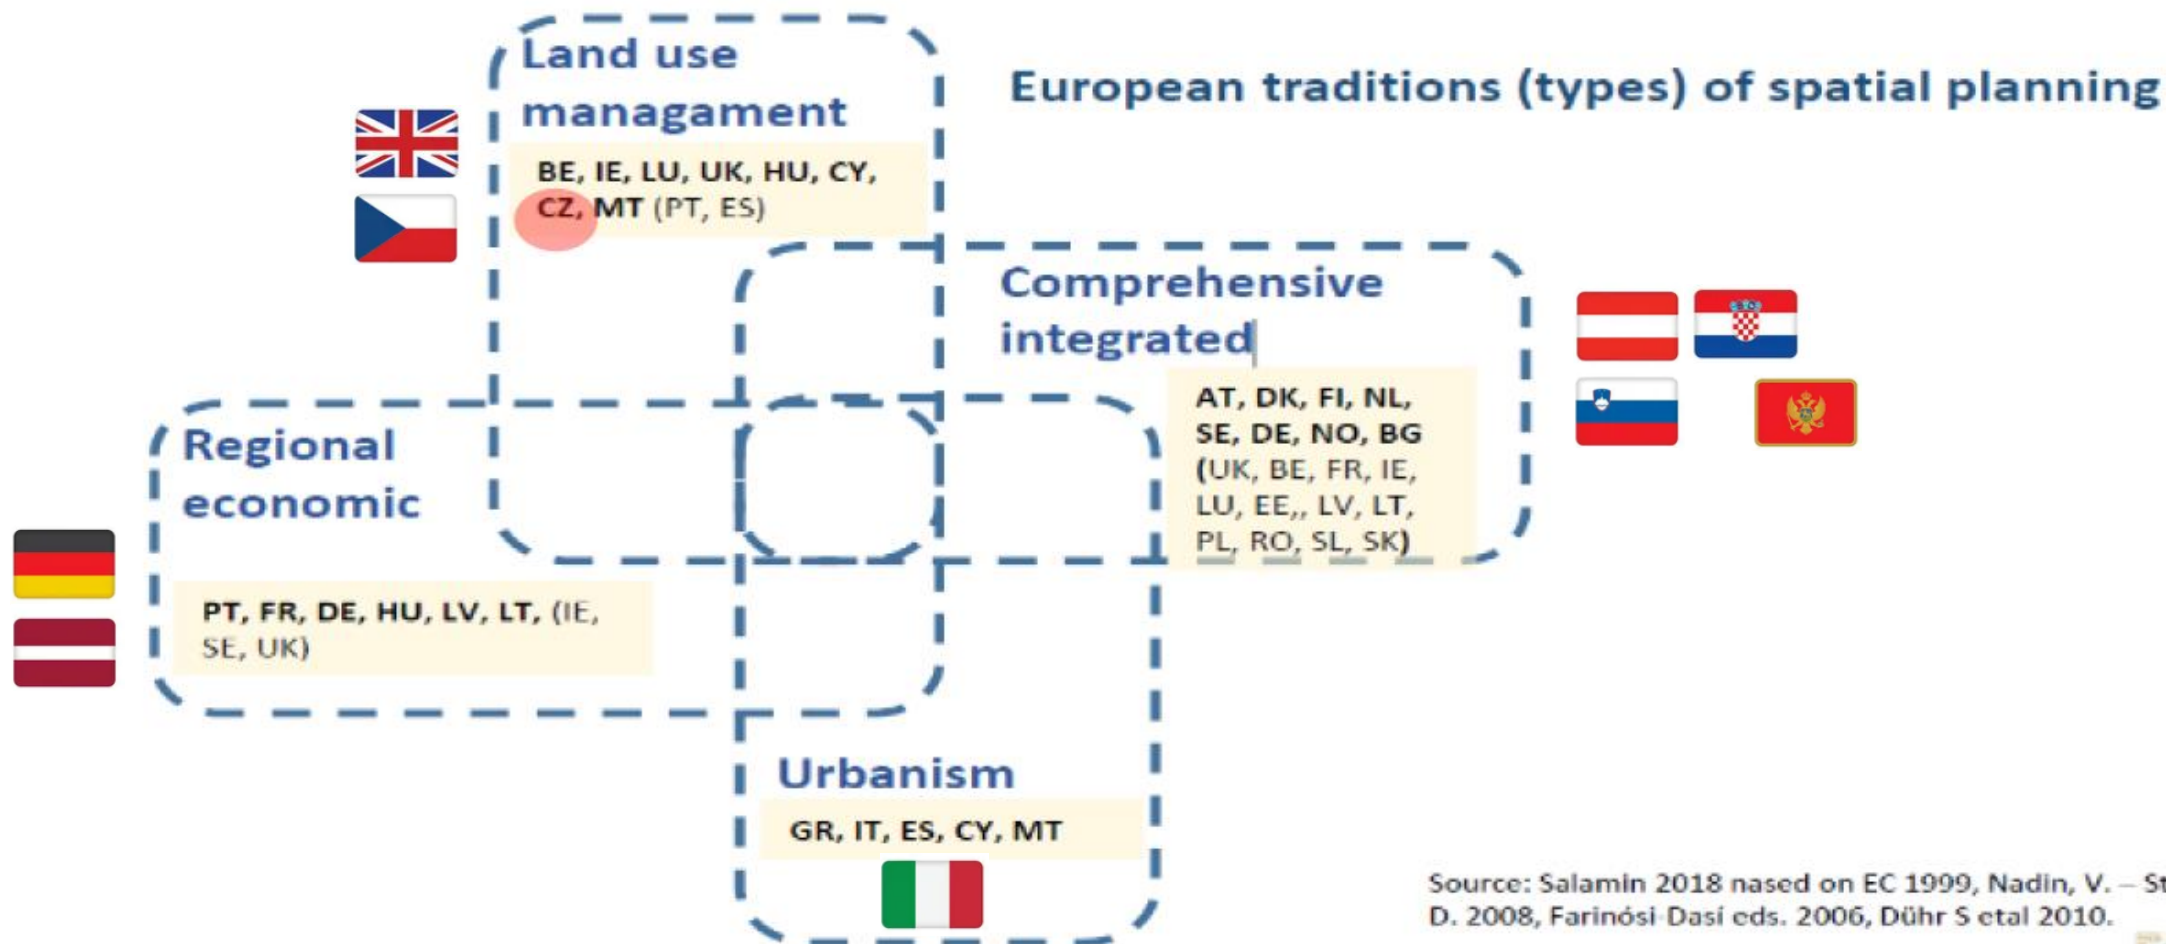 Land use
managament
European traditions (types) of spatial planning
BE, IE, LU, UK, HU, CY,
CZ, MT (PT, ES)
Comprehensive
integrated
AT, DK, FI, NL,
SE, DE, NO, BG
(UK, BE, FR, IE,
LU, EE,, LV, LT,
PL, RO, SL, SK)
Regional
economic
PT, FR, DE, HU, LV, LT, (IE,
SE, UK)
Urbanism
GR, IT, ES, CY, MT
Source: Salamin 2018 nased on EC 1999, Nadin, V. – St
D. 2008, Farinósi Dasí eds. 2006, Dühr S etal 2010.